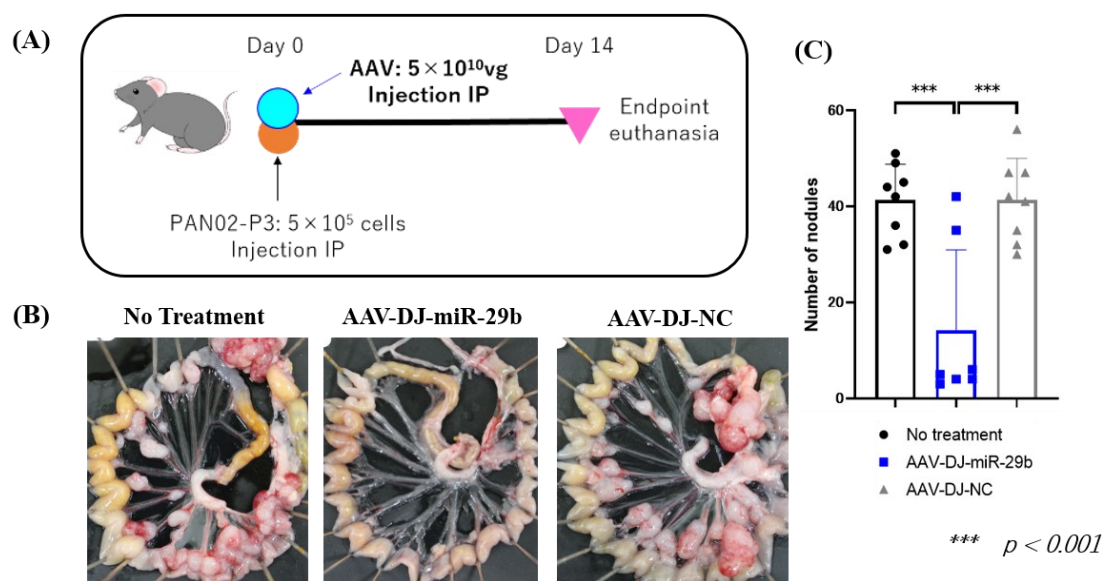 (A)
Day 0
Day 14
AAV: 5×10¹⁰vg
Injection IP
Endpoint
euthanasia
PAN02-P3: 5×10⁵ cells
Injection IP
(B)
No Treatment
AAV-DJ-miR-29b
AAV-DJ-NC
(C)
***
***
60
40
20
0
Number of nodules
No treatment
AAV-DJ-miR-29b
AAV-DJ-NC
*** p < 0.001